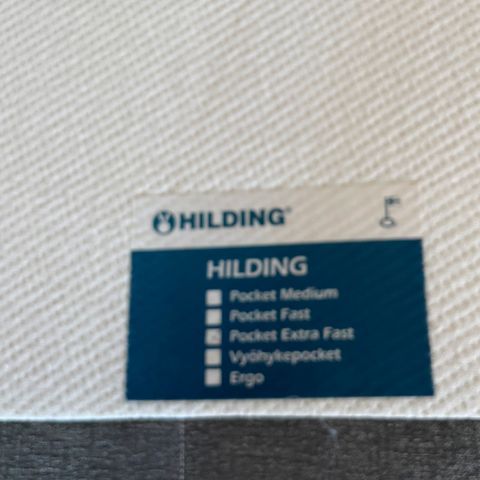 HILDING
HILDING
Pocket Medium
Pocket Fast
Pocket Extra Fast
Vyöhykepocket
Ergo